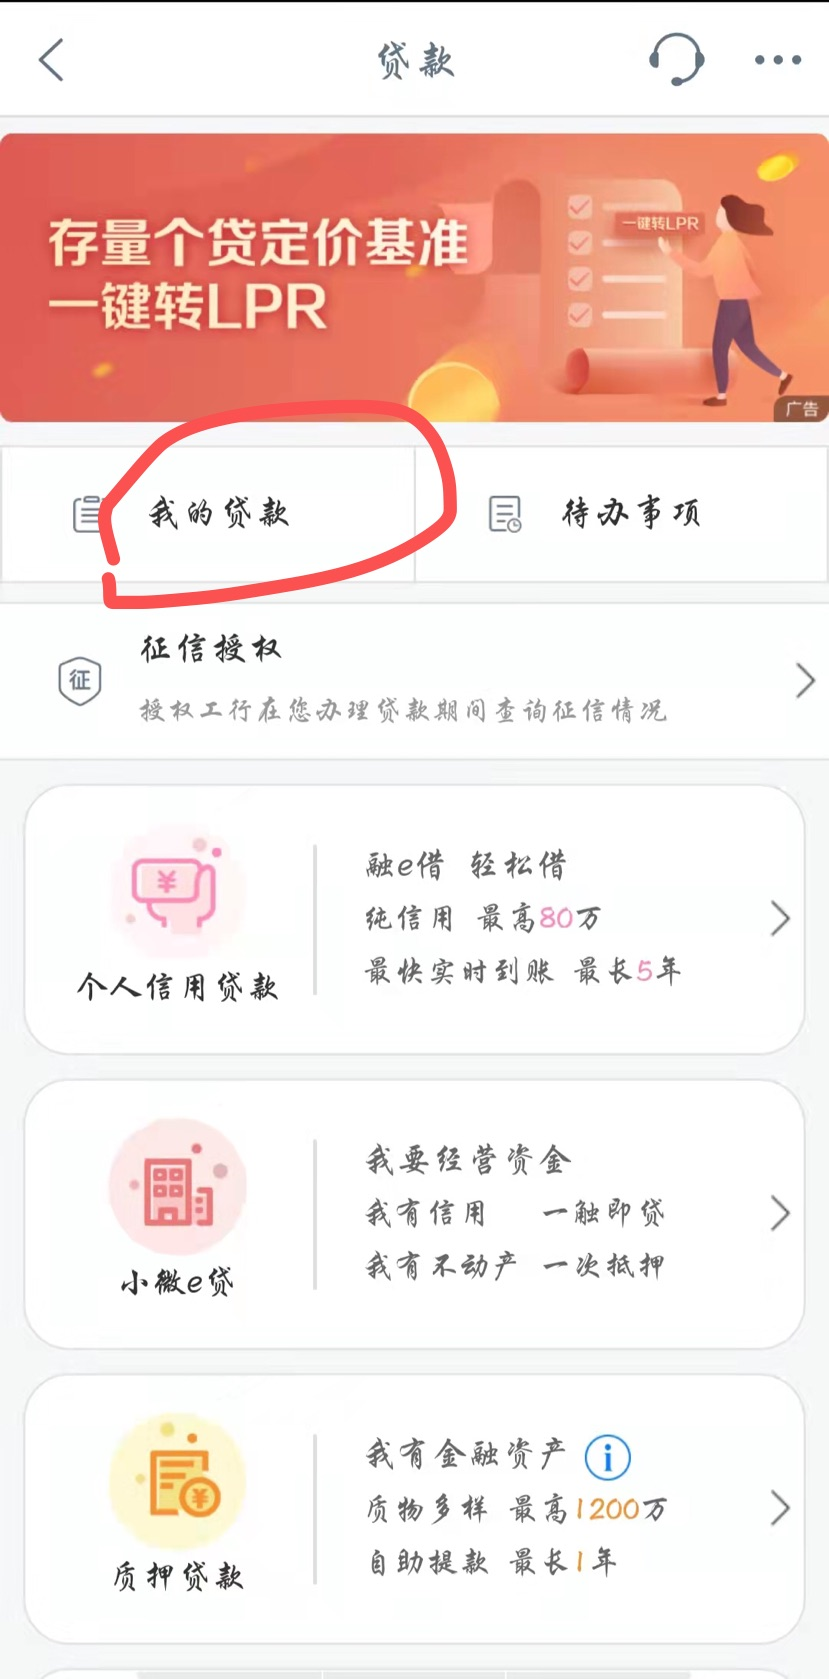 贷款
存量个贷定价基准
一键转LPR
一键转LPR
广告
我的贷款
待办事项
征
征信授权
授权工行在您办理贷款期间查询征信情况
融e借 轻松借
纯信用 最高80万
最快实时到账 最长5年
个人信用贷款
我要经营资金
我有信用 一触即贷
我有不动产 一次抵押
小微e贷
我有金融资产 i
质物多样 最高1200万
自助提款 最长1年
质押贷款